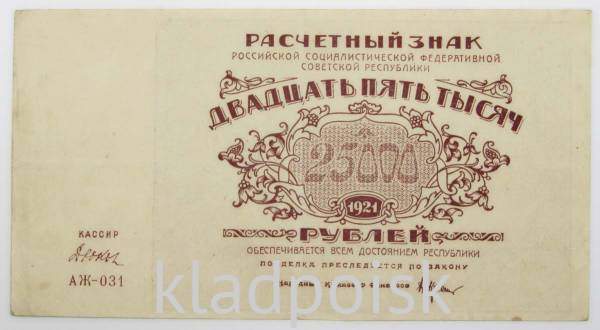 РАСЧЕТНЫЙ ЗНАК
РОССИЙСКОЙ СОЦИАЛИСТИЧЕСКОЙ ФЕДЕРАТИВНОЙ
СОВЕТСКОЙ РЕСПУБЛИКИ
ДВАДЦАТЬ ПЯТЬ ТЫСЯЧ
25000
1921
РУБЛЕЙ
ОБЕСПЕЧИВАЕТСЯ ВСЕМ ДОСТОЯНИЕМ РЕСПУБЛИКИ
ПОДДЕЛКА ПРЕСЛЕДУЕТСЯ ПО ЗАКОНУ
КАССИР
АЖ-031
kladpoisk